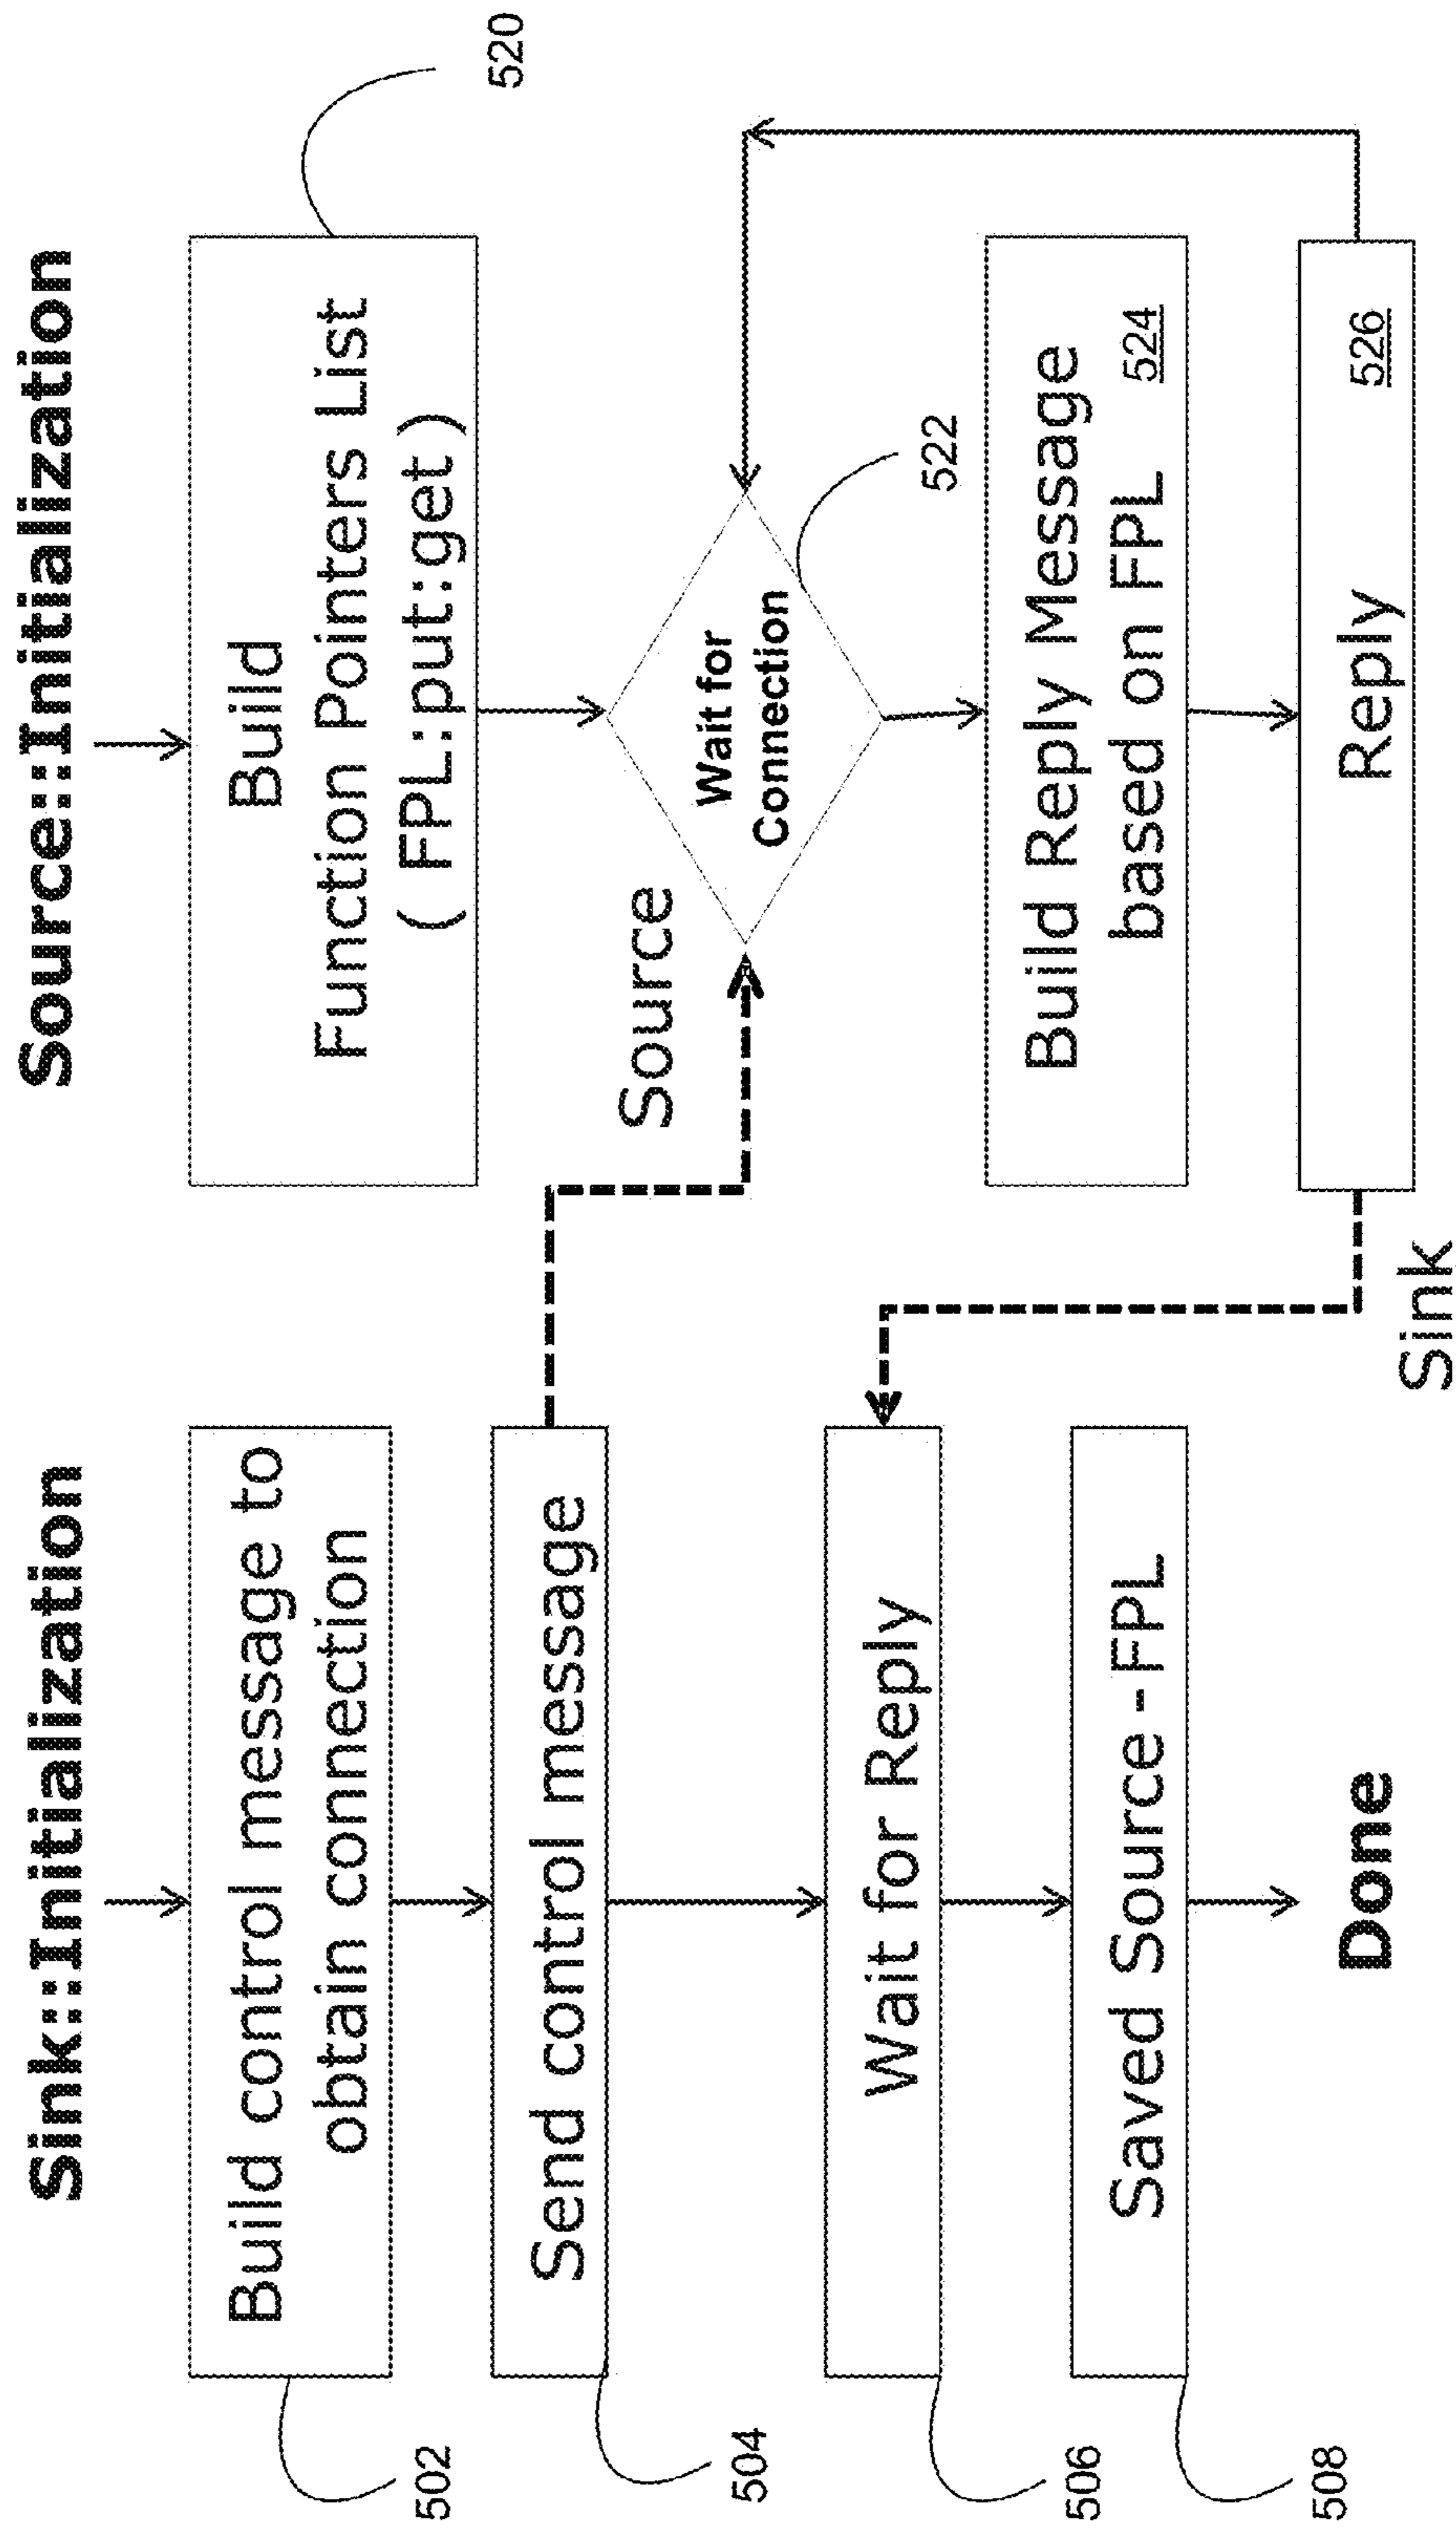 Sink::Initialization
Build control message to
obtain connection
502
Send control message
504
Wait for Reply
506
Saved Source-FPL
508
Done
Source::Initialization
Build
Function Pointers List
( FPL::put:get )
520
Source
Wait for
Connection
522
Build Reply Message
based on FPL 524
Reply 526
Sink